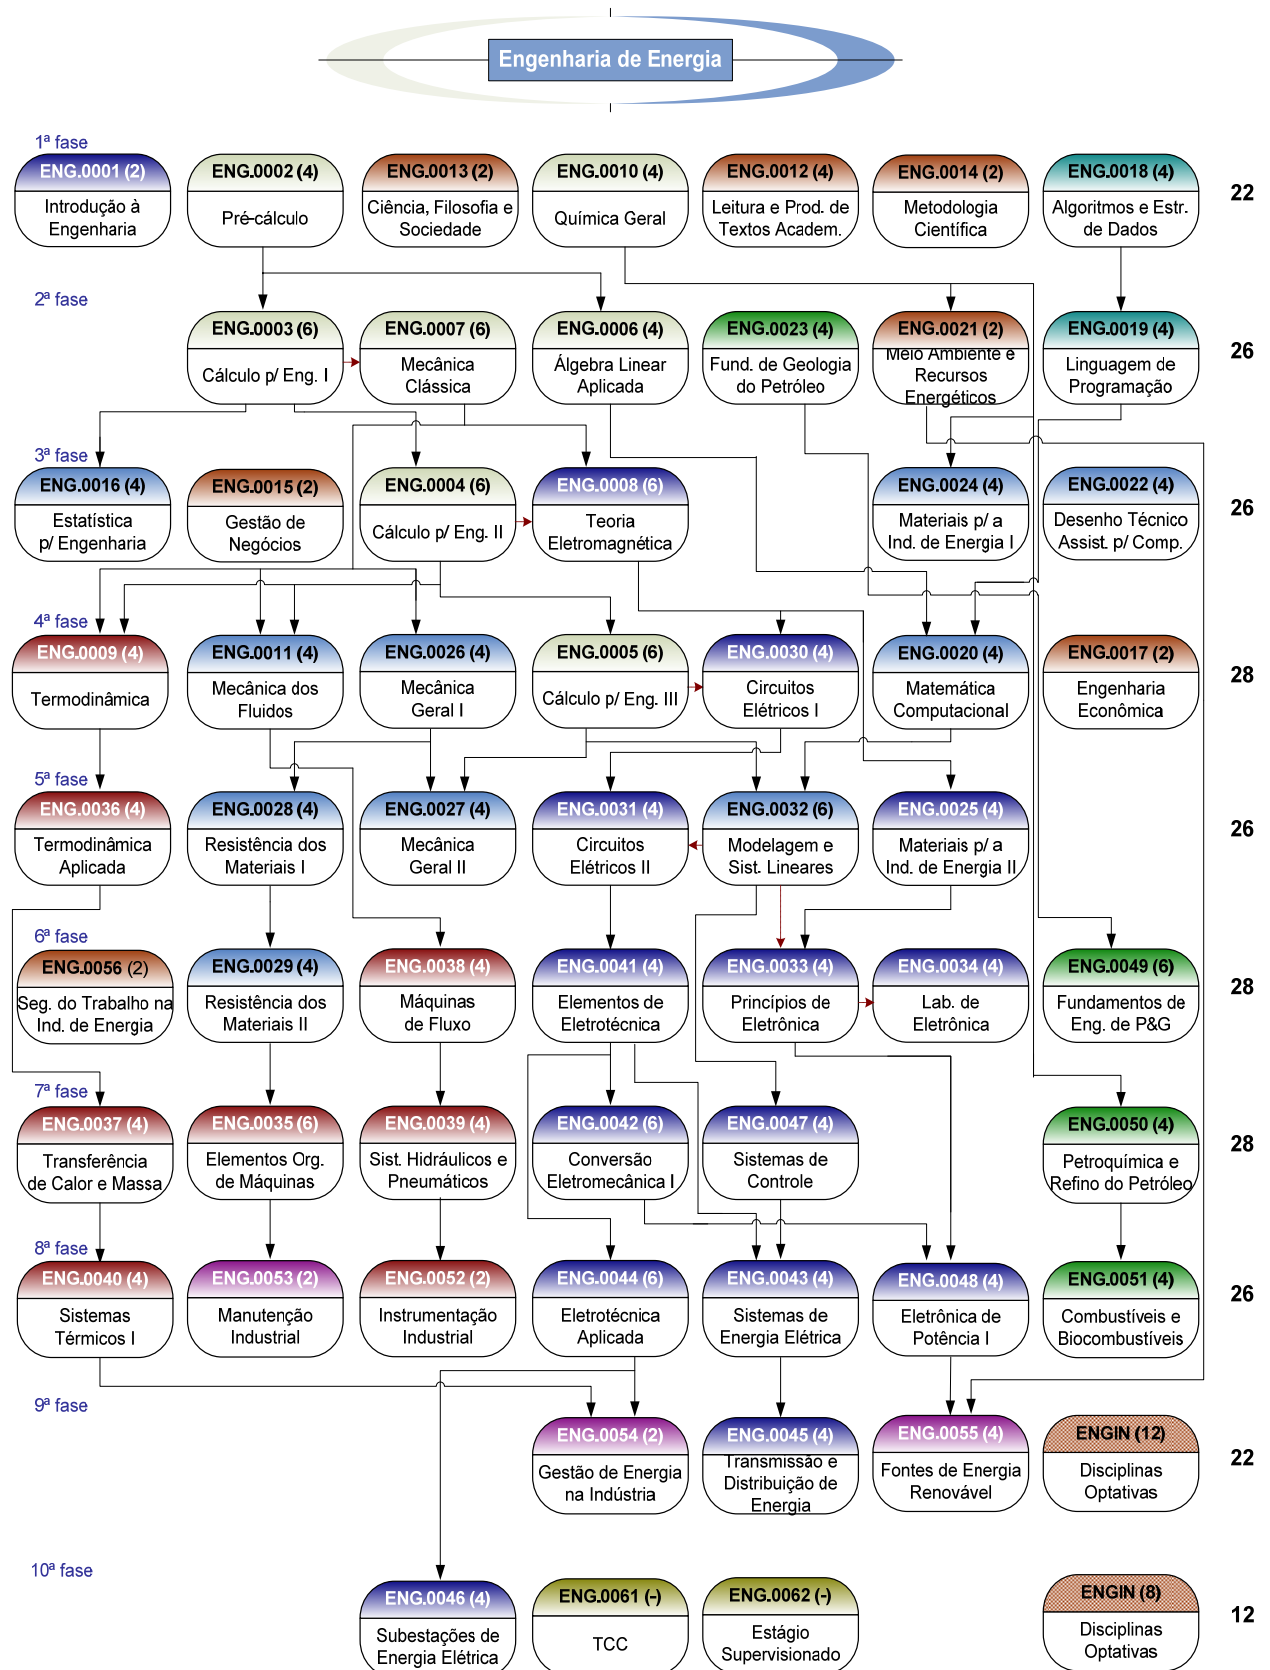 Engenharia de Energia
1ª fase
ENG.0001 (2)
Introdução à
Engenharia
ENG.0002 (4)
Pré-cálculo
ENG.0013 (2)
Ciência, Filosofia e
Sociedade
ENG.0010 (4)
Química Geral
ENG.0012 (4)
Leitura e Prod. de
Textos Academ.
ENG.0014 (2)
Metodologia
Científica
ENG.0018 (4)
Algoritmos e Estr.
de Dados
22
2ª fase
ENG.0003 (6)
Cálculo p/ Eng. I
ENG.0007 (6)
Mecânica
Clássica
ENG.0006 (4)
Álgebra Linear
Aplicada
ENG.0023 (4)
Fund. de Geologia
do Petróleo
ENG.0021 (2)
Meio Ambiente e
Recursos
Energéticos
ENG.0019 (4)
Linguagem de
Programação
26
3ª fase
ENG.0016 (4)
Estatística
p/ Engenharia
ENG.0015 (2)
Gestão de
Negócios
ENG.0004 (6)
Cálculo p/ Eng. II
ENG.0008 (6)
Teoria
Eletromagnética
ENG.0024 (4)
Materiais p/ a
Ind. de Energia I
ENG.0022 (4)
Desenho Técnico
Assist. p/ Comp.
26
4ª fase
ENG.0009 (4)
Termodinâmica
ENG.0011 (4)
Mecânica dos
Fluidos
ENG.0026 (4)
Mecânica
Geral I
ENG.0005 (6)
Cálculo p/ Eng. III
ENG.0030 (4)
Circuitos
Elétricos I
ENG.0020 (4)
Matemática
Computacional
ENG.0017 (2)
Engenharia
Econômica
28
5ª fase
ENG.0036 (4)
Termodinâmica
Aplicada
ENG.0028 (4)
Resistência dos
Materiais I
ENG.0027 (4)
Mecânica
Geral II
ENG.0031 (4)
Circuitos
Elétricos II
ENG.0032 (6)
Modelagem e
Sist. Lineares
ENG.0025 (4)
Materiais p/ a
Ind. de Energia II
26
6ª fase
ENG.0056 (2)
Seg. do Trabalho na
Ind. de Energia
ENG.0029 (4)
Resistência dos
Materiais II
ENG.0038 (4)
Máquinas
de Fluxo
ENG.0041 (4)
Elementos de
Eletrotécnica
ENG.0033 (4)
Princípios de
Eletrônica
ENG.0034 (4)
Lab. de
Eletrônica
ENG.0049 (6)
Fundamentos de
Eng. de P&G
28
7ª fase
ENG.0037 (4)
Transferência
de Calor e Massa
ENG.0035 (6)
Elementos Org.
de Máquinas
ENG.0039 (4)
Sist. Hidráulicos e
Pneumáticos
ENG.0042 (6)
Conversão
Eletromecânica I
ENG.0047 (4)
Sistemas de
Controle
ENG.0050 (4)
Petroquímica e
Refino do Petróleo
28
8ª fase
ENG.0040 (4)
Sistemas
Térmicos I
ENG.0053 (2)
Manutenção
Industrial
ENG.0052 (2)
Instrumentação
Industrial
ENG.0044 (6)
Eletrotécnica
Aplicada
ENG.0043 (4)
Sistemas de
Energia Elétrica
ENG.0048 (4)
Eletrônica de
Potência I
ENG.0051 (4)
Combustíveis e
Biocombustíveis
26
9ª fase
ENG.0054 (2)
Gestão de Energia
na Indústria
ENG.0045 (4)
Transmissão e
Distribuição de
Energia
ENG.0055 (4)
Fontes de Energia
Renovável
ENGIN (12)
Disciplinas
Optativas
22
10ª fase
ENG.0046 (4)
Subestações de
Energia Elétrica
ENG.0061 (-)
TCC
ENG.0062 (-)
Estágio
Supervisionado
ENGIN (8)
Disciplinas
Optativas
12